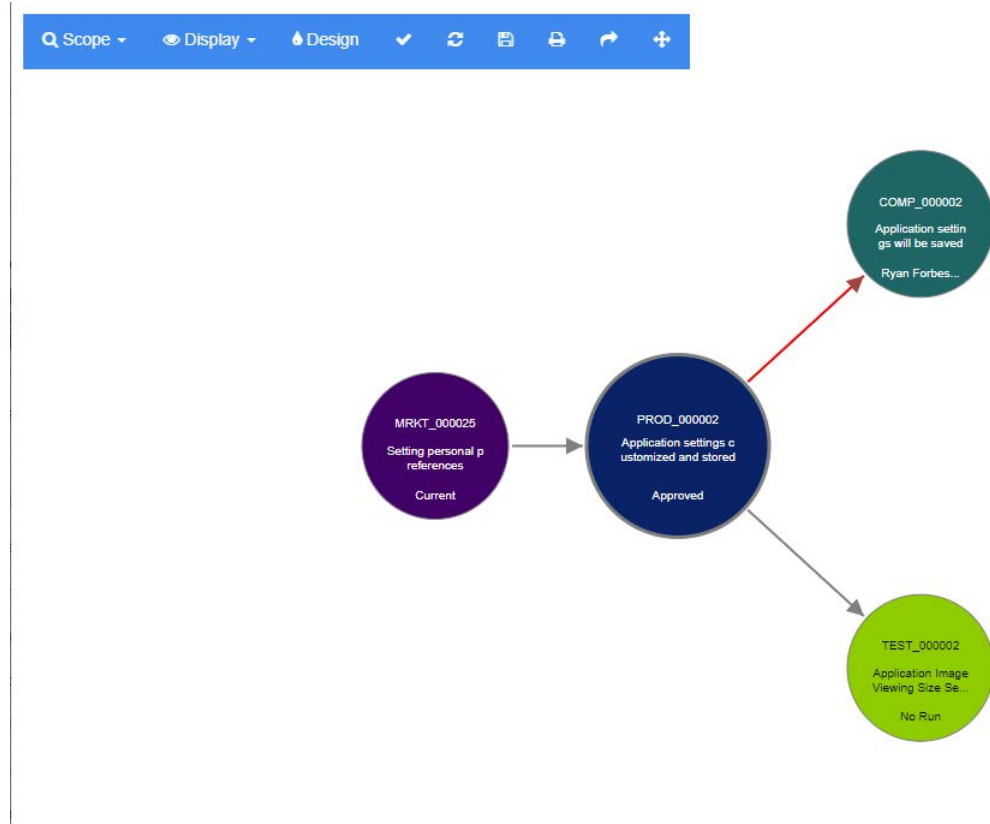 Scope Display Design
COMP_000002
Application settin
gs will be saved
Ryan Forbes...
MRKT_000025
Setting personal p
references
Current
PROD_000002
Application settings c
ustomized and stored
Approved
TEST_000002
Application Image
Viewing Size Se...
No Run